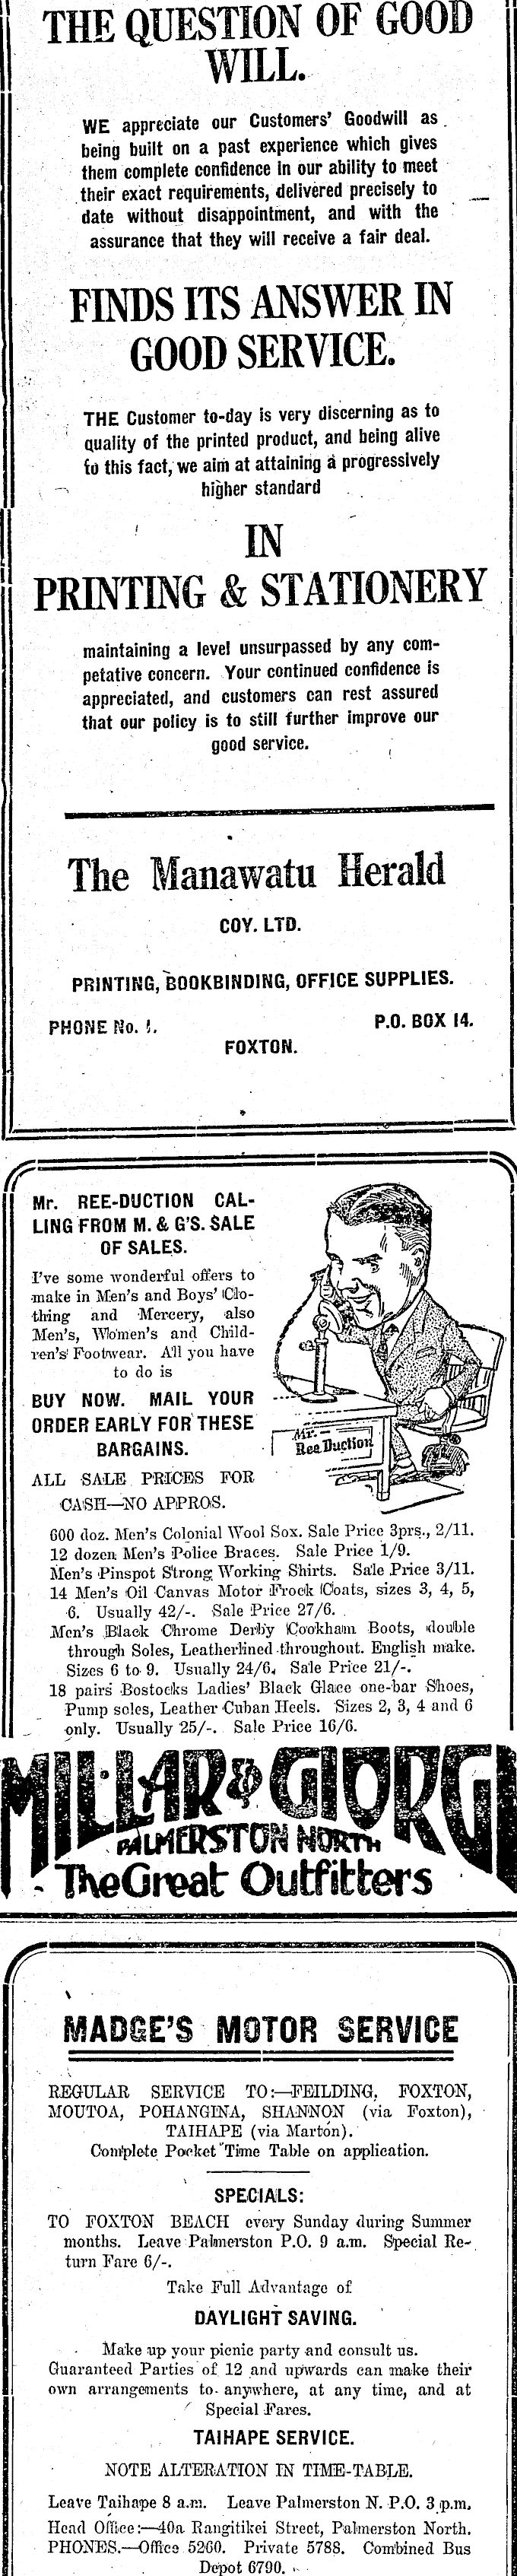 THE QUESTION OF GOOD
WILL.
WE appreciate our Customers' Goodwill as
being built on a past experience which gives
them complete confidence in our ability to meet
their exact requirements, delivered precisely to
date without disappointment, and with the
assurance that they will receive a fair deal.
FINDS ITS ANSWER IN
GOOD SERVICE.
THE Customer to-day is very discerning as to
quality of the printed product, and being alive
to this fact, we aim at attaining a progressively
higher standard
IN
PRINTING & STATIONERY
maintaining a level unsurpassed by any com-
petative concern. Your continued confidence is
appreciated, and customers can rest assured
that our policy is to still further improve our
good service.
The Manawatu Herald
COY. LTD.
PRINTING, BOOKBINDING, OFFICE SUPPLIES.
PHONE No. 1. P.O. BOX 14.
FOXTON.
Mr. REE-DUCTION CAL-
LING FROM M. & G'S. SALE
OF SALES.
I've some wonderful offers to
make in Men's and Boys' Clo-
thing and Mercery, also
Men's, Women's and Child-
ren's Footwear. All you have
to do is
BUY NOW. MAIL YOUR
ORDER EARLY FOR THESE
BARGAINS.
Mr.
Ree Duction
ALL SALE PRICES FOR
CASH—NO APPROS.
600 doz. Men's Colonial Wool Sox. Sale Price 3prs., 2/11.
12 dozen Men's Police Braces. Sale Price 1/9.
Men's Pinspot Strong Working Shirts. Sale Price 3/11.
14 Men's Oil Canvas Motor Frock Coats, sizes 3, 4, 5,
6. Usually 42/-. Sale Price 27/6.
Men's Black Chrome Derby Cookham Boots, double
through Soles, Leatherlined throughout. English make.
Sizes 6 to 9. Usually 24/6. Sale Price 21/-.
18 pairs Bostocks Ladies' Black Glace one-bar Shoes,
Pump soles, Leather Cuban Heels. Sizes 2, 3, 4 and 6
only. Usually 25/-. Sale Price 16/6.
MILLAR & GIORGI
PALMERSTON NORTH
The Great Outfitters
MADGE'S MOTOR SERVICE
REGULAR SERVICE TO:—FEILDING, FOXTON,
MOUTOA, POHANGINA, SHANNON (via Foxton),
TAIHAPE (via Marton).
Complete Pocket Time Table on application.
SPECIALS:
TO FOXTON BEACH every Sunday during Summer
months. Leave Palmerston P.O. 9 a.m. Special Re-
turn Fare 6/-.
Take Full Advantage of
DAYLIGHT SAVING.
Make up your picnic party and consult us.
Guaranteed Parties of 12 and upwards can make their
own arrangements to anywhere, at any time, and at
Special Fares.
TAIHAPE SERVICE.
NOTE ALTERATION IN TIME-TABLE.
Leave Taihape 8 a.m. Leave Palmerston N. P.O. 3 p.m.
Head Office:—40a Rangitikei Street, Palmerston North.
PHONES.—Office 5260. Private 5788. Combined Bus
Depot 6790.